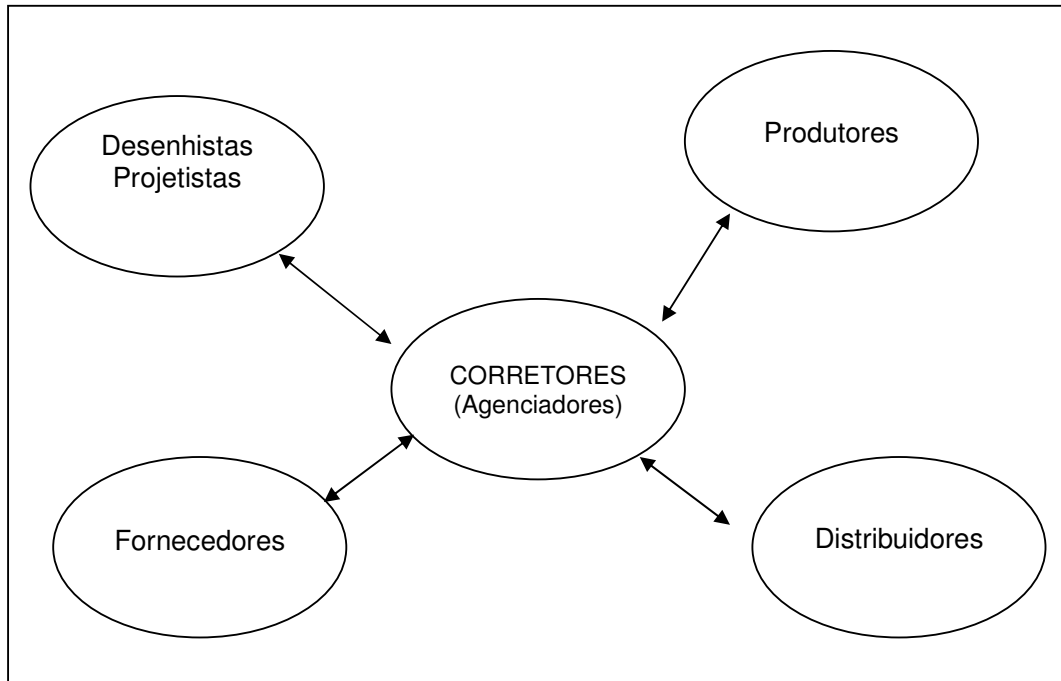 Desenhistas
Projetistas
Produtores
CORRETORES
(Agenciadores)
Fornecedores
Distribuidores